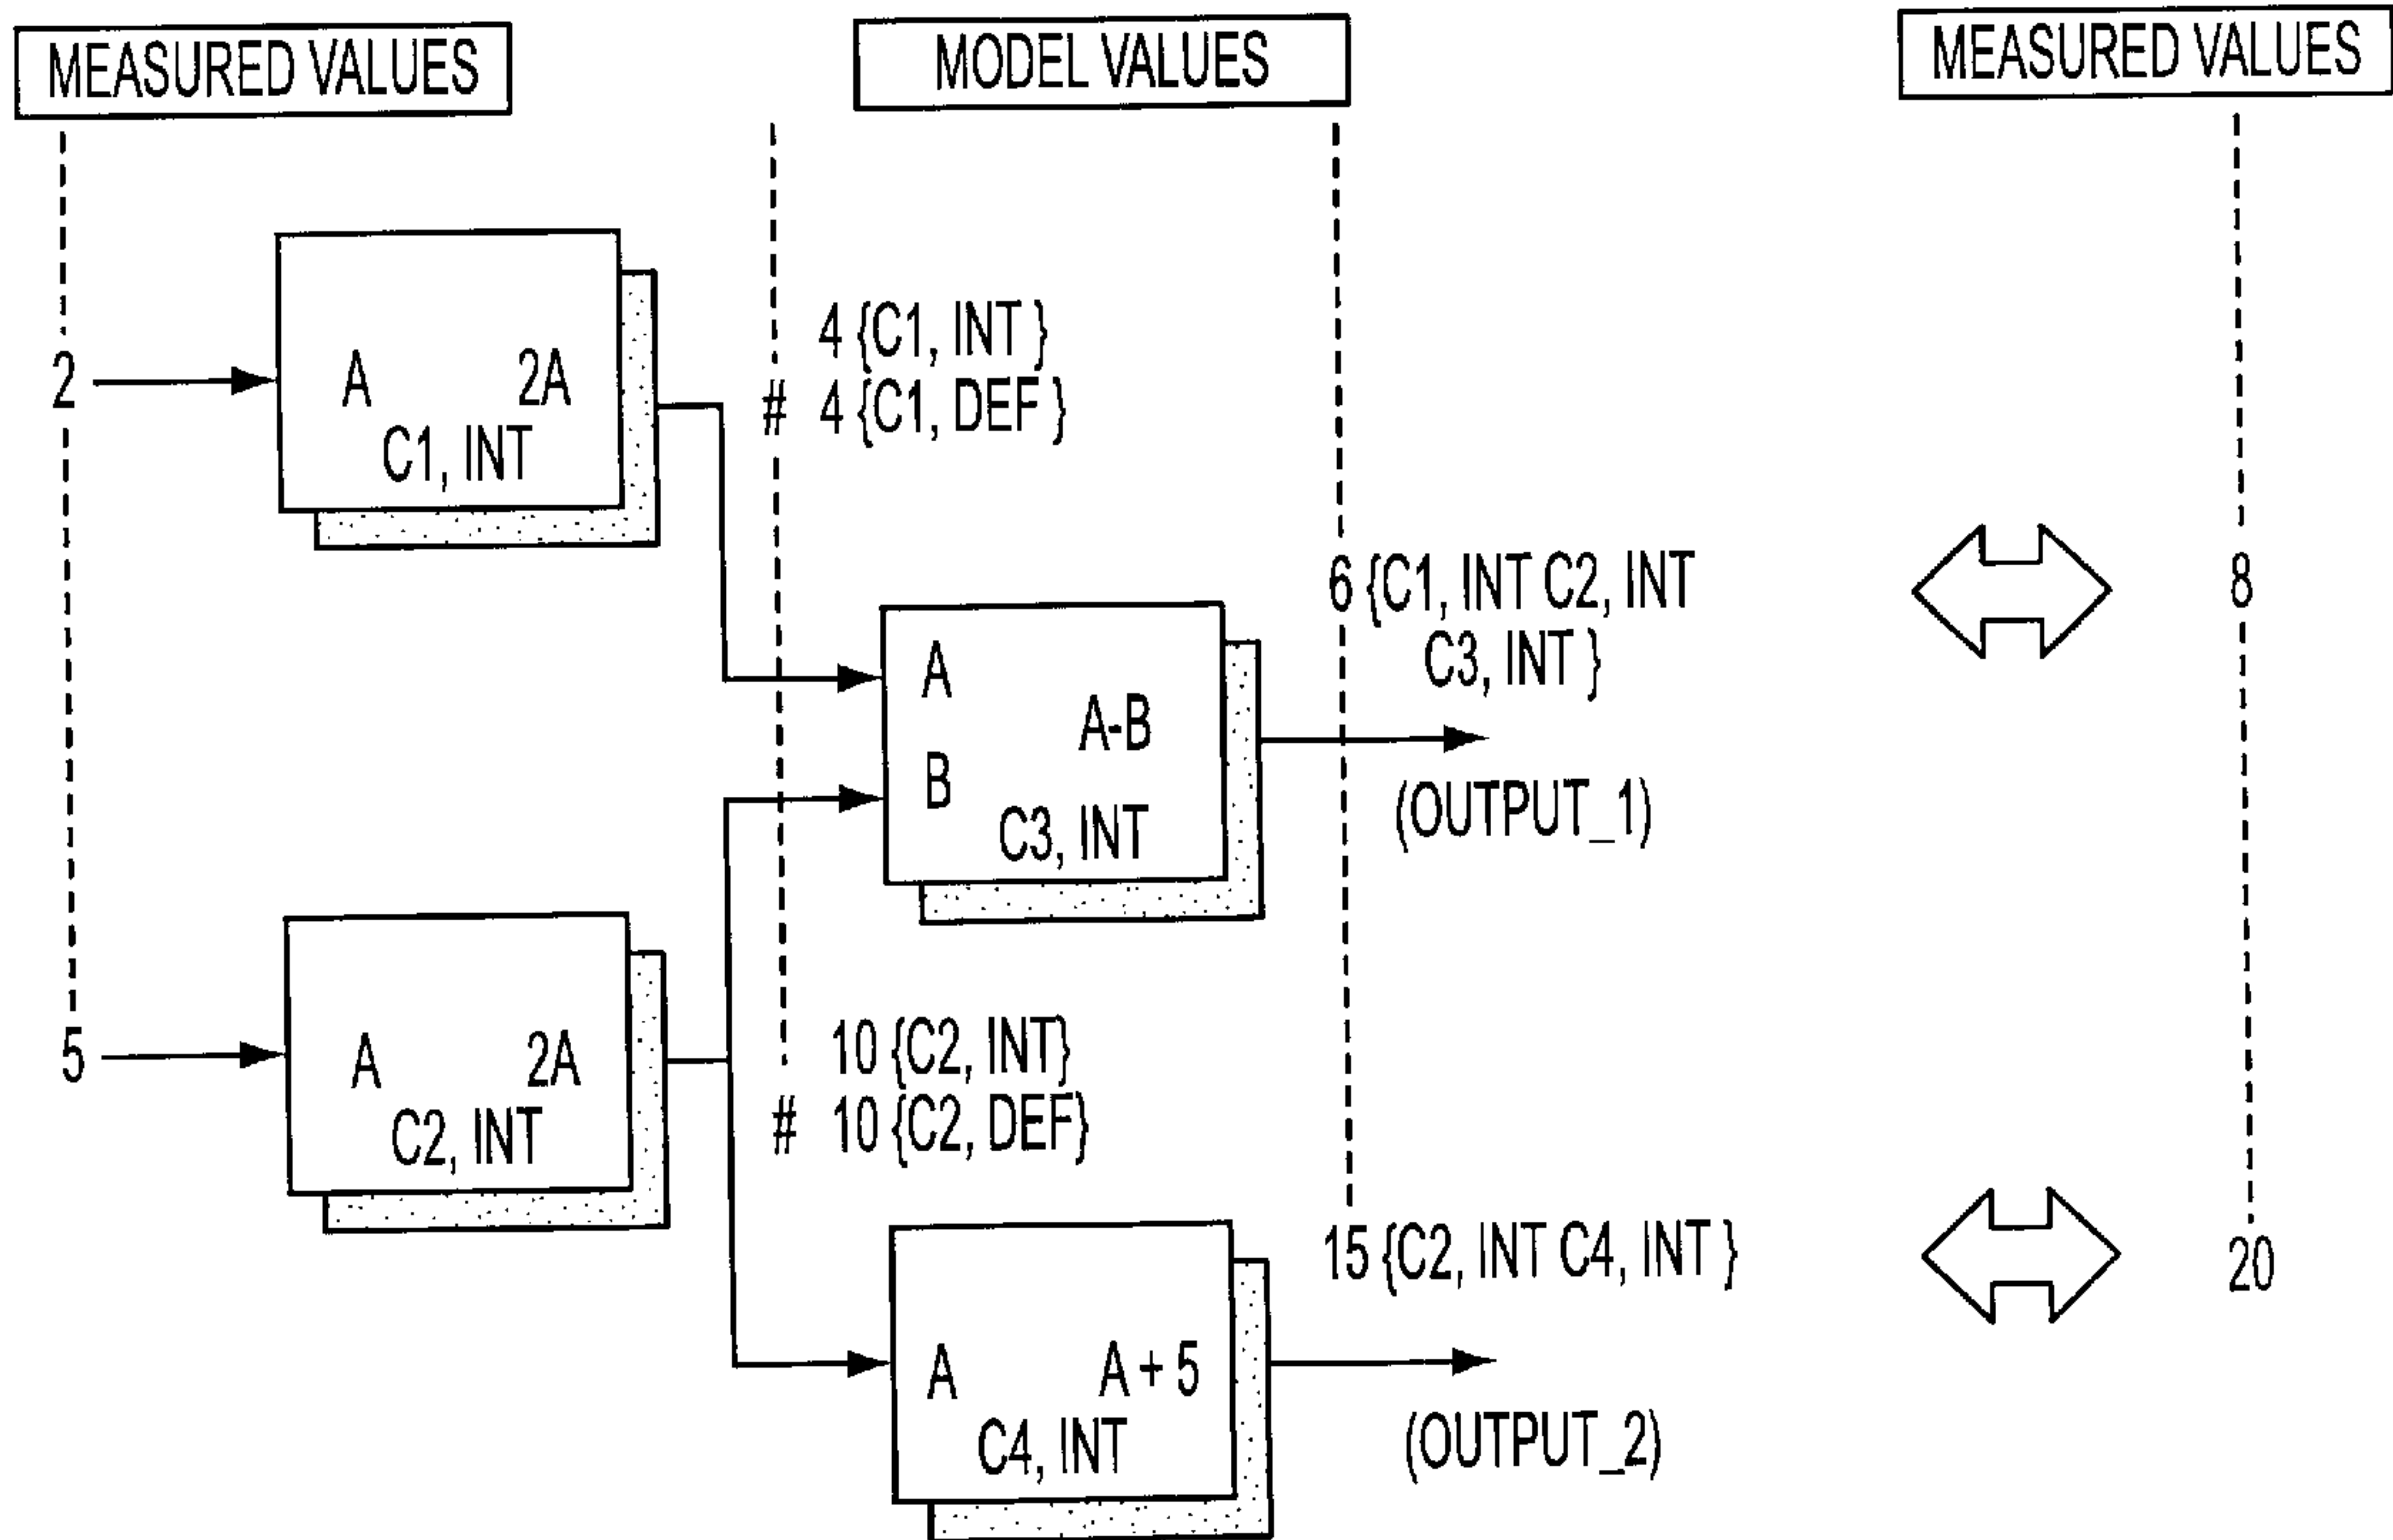 MEASURED VALUES
MODEL VALUES
MEASURED VALUES
2
A 2A
C1, INT
4 {C1, INT }
# 4 {C1, DEF }
6 {C1, INT C2, INT
C3, INT }
8
A
A-B
B
C3, INT
(OUTPUT_1)
5
A 2A
C2, INT
10 {C2, INT}
# 10 {C2, DEF}
15 {C2, INT C4, INT }
20
A A + 5
C4, INT
(OUTPUT_2)